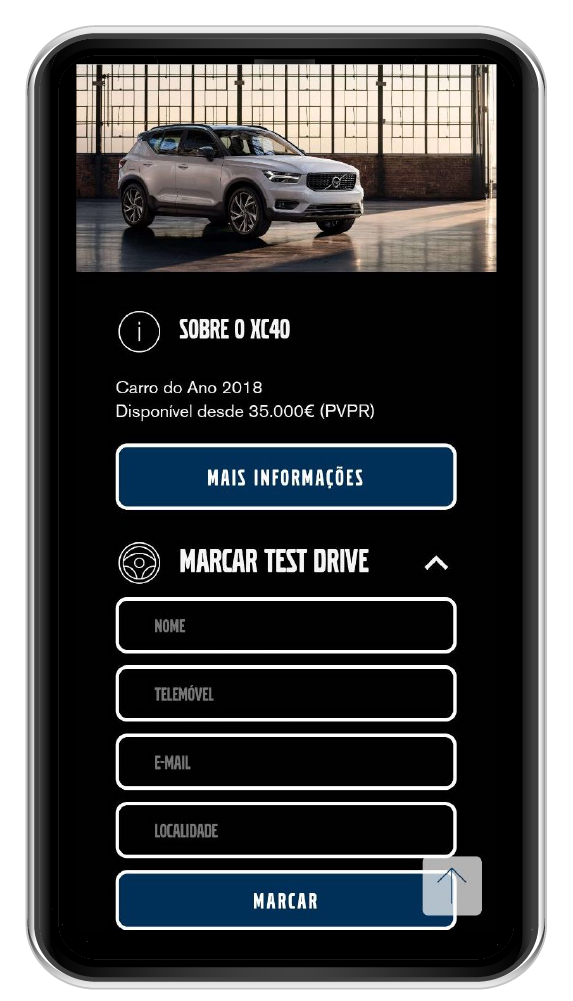 SOBRE O XC40
Carro do Ano 2018
Disponível desde 35.000€ (PVPR)
MAIS INFORMAÇÕES
MARCAR TEST DRIVE
NOME
TELEMÓVEL
E-MAIL
LOCALIDADE
MARCAR